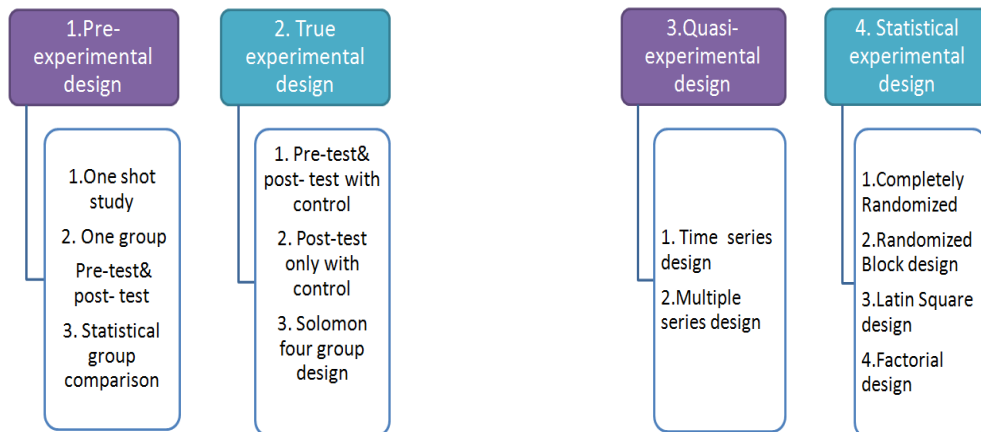 1.Pre-
experimental
design
1.One shot
study
2. One group
Pre-test&
post- test
3. Statistical
group
comparison
2. True
experimental
design
1. Pre-test&
post- test with
control
2. Post-test
only with
control
3. Solomon
four group
design
3.Quasi-
experimental
design
1. Time series
design
2.Multiple
series design
4. Statistical
experimental
design
1.Completely
Randomized
2.Randomized
Block design
3.Latin Square
design
4.Factorial
design